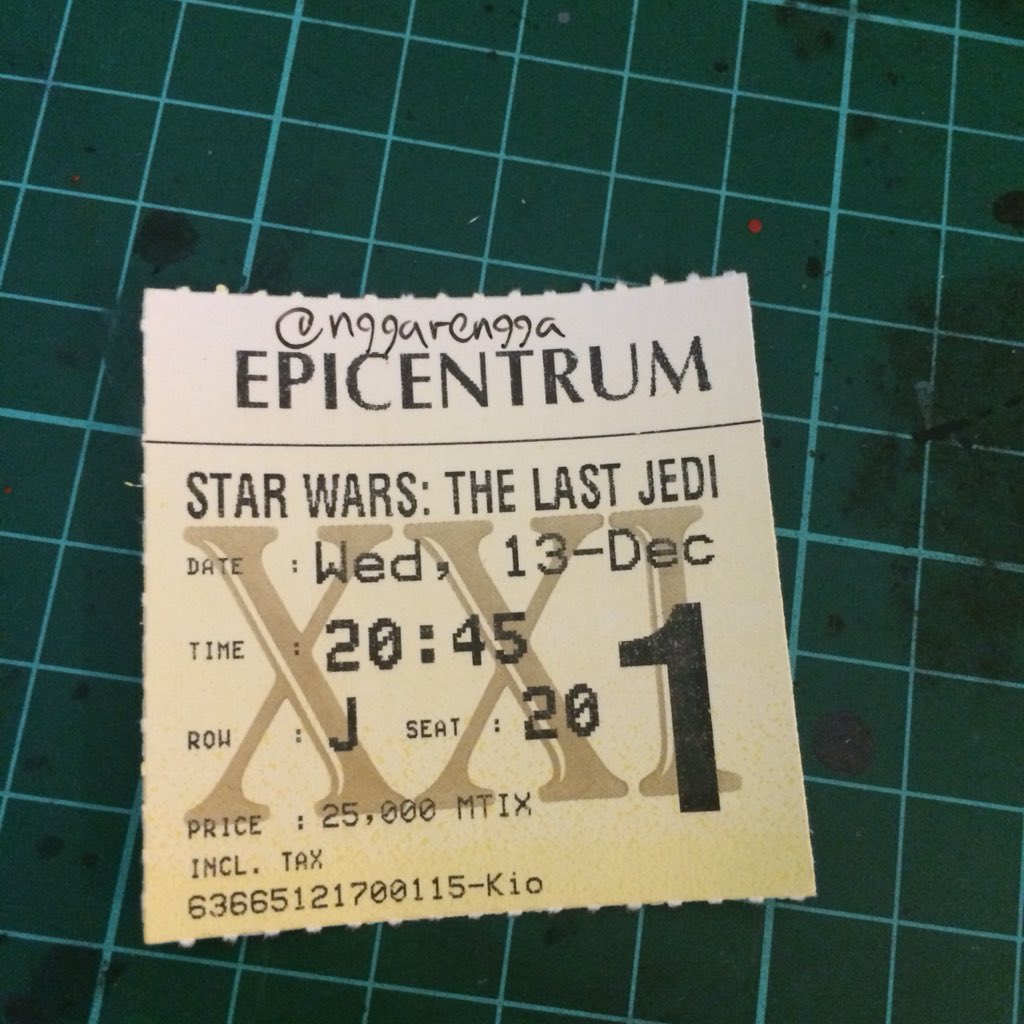 @nggarengga
EPICENTRUM
STAR WARS: THE LAST JEDI
DATE : Wed, 13-Dec
TIME : 20:45
1
ROW : J SEAT : 20
XXI
PRICE : 25,000 MTIX
INCL. TAX
63665121700115-Kio